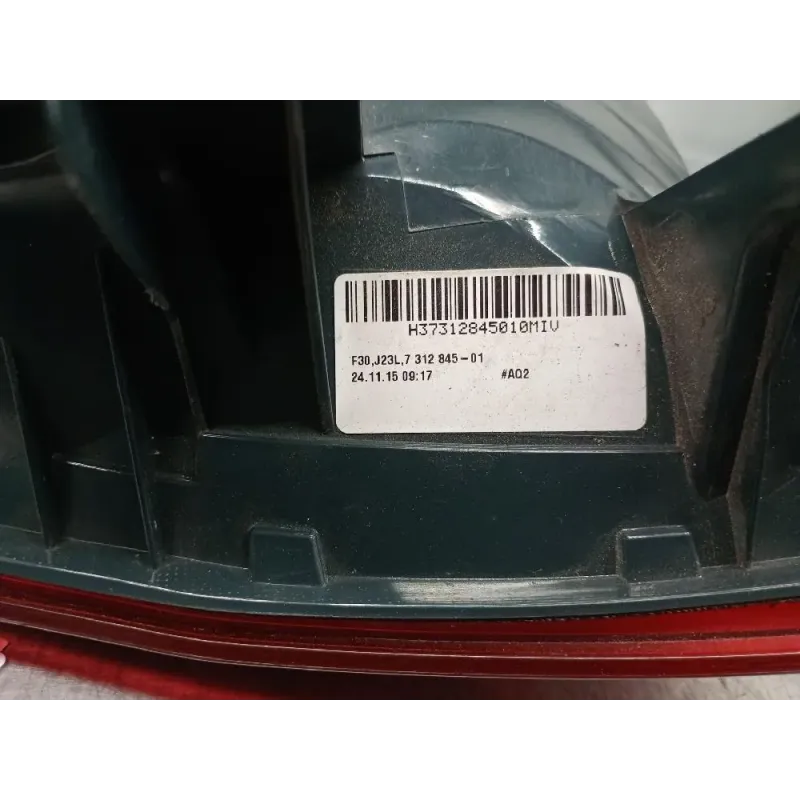 H37312845010MIV
F30,J23L,7 312 845-01
24.11.15 09:17 #AQ2